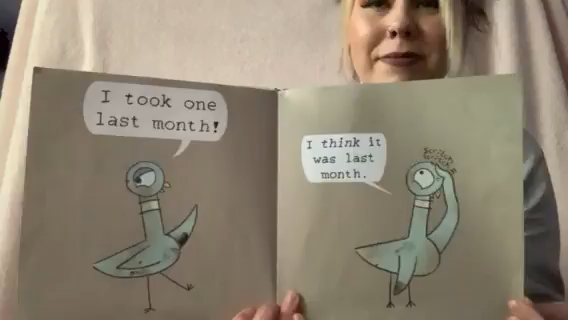 I took one
last month!
I think it
was last
month.